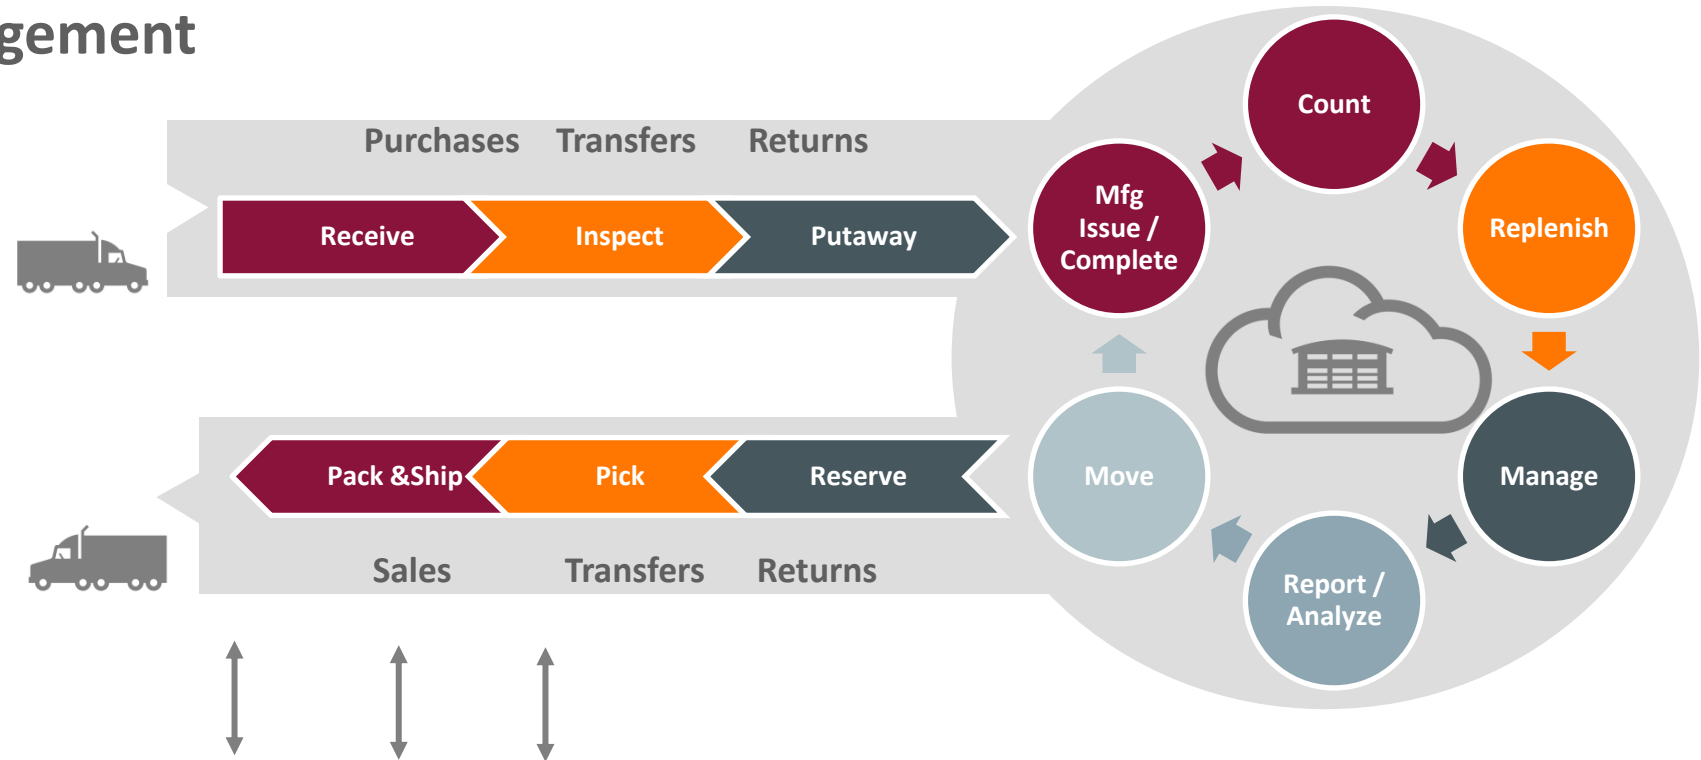 gement
Purchases Transfers Returns
Receive Inspect Putaway
Pack &Ship Pick Reserve
Sales Transfers Returns
Count
Replenish
Manage
Report /
Analyze
Move
Mfg
Issue /
Complete